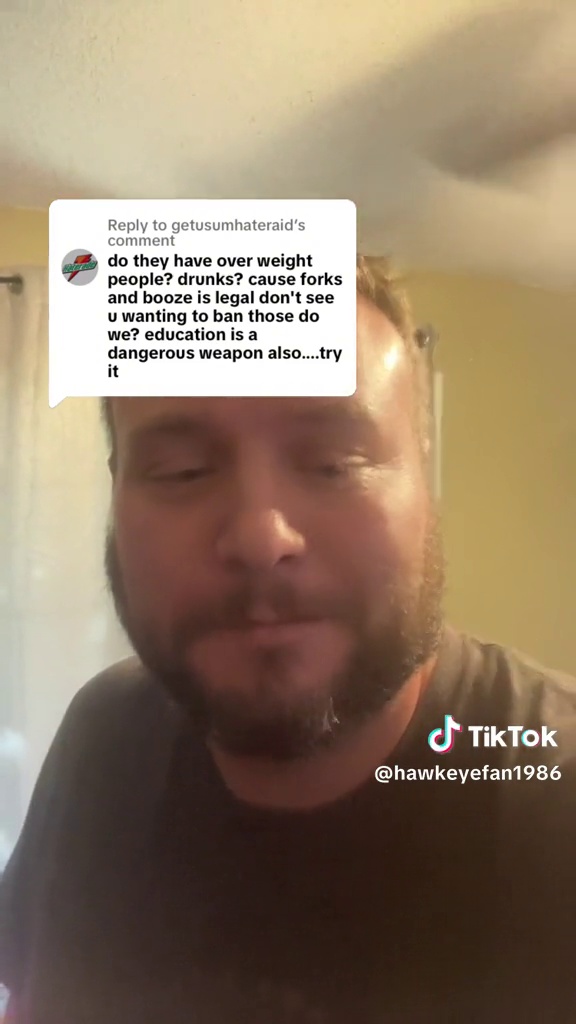 Reply to getusumhateraid's
comment
do they have over weight
people? drunks? cause forks
and booze is legal don't see
u wanting to ban those do
we? education is a
dangerous weapon also....try
it
TikTok
@hawkeyefan1986